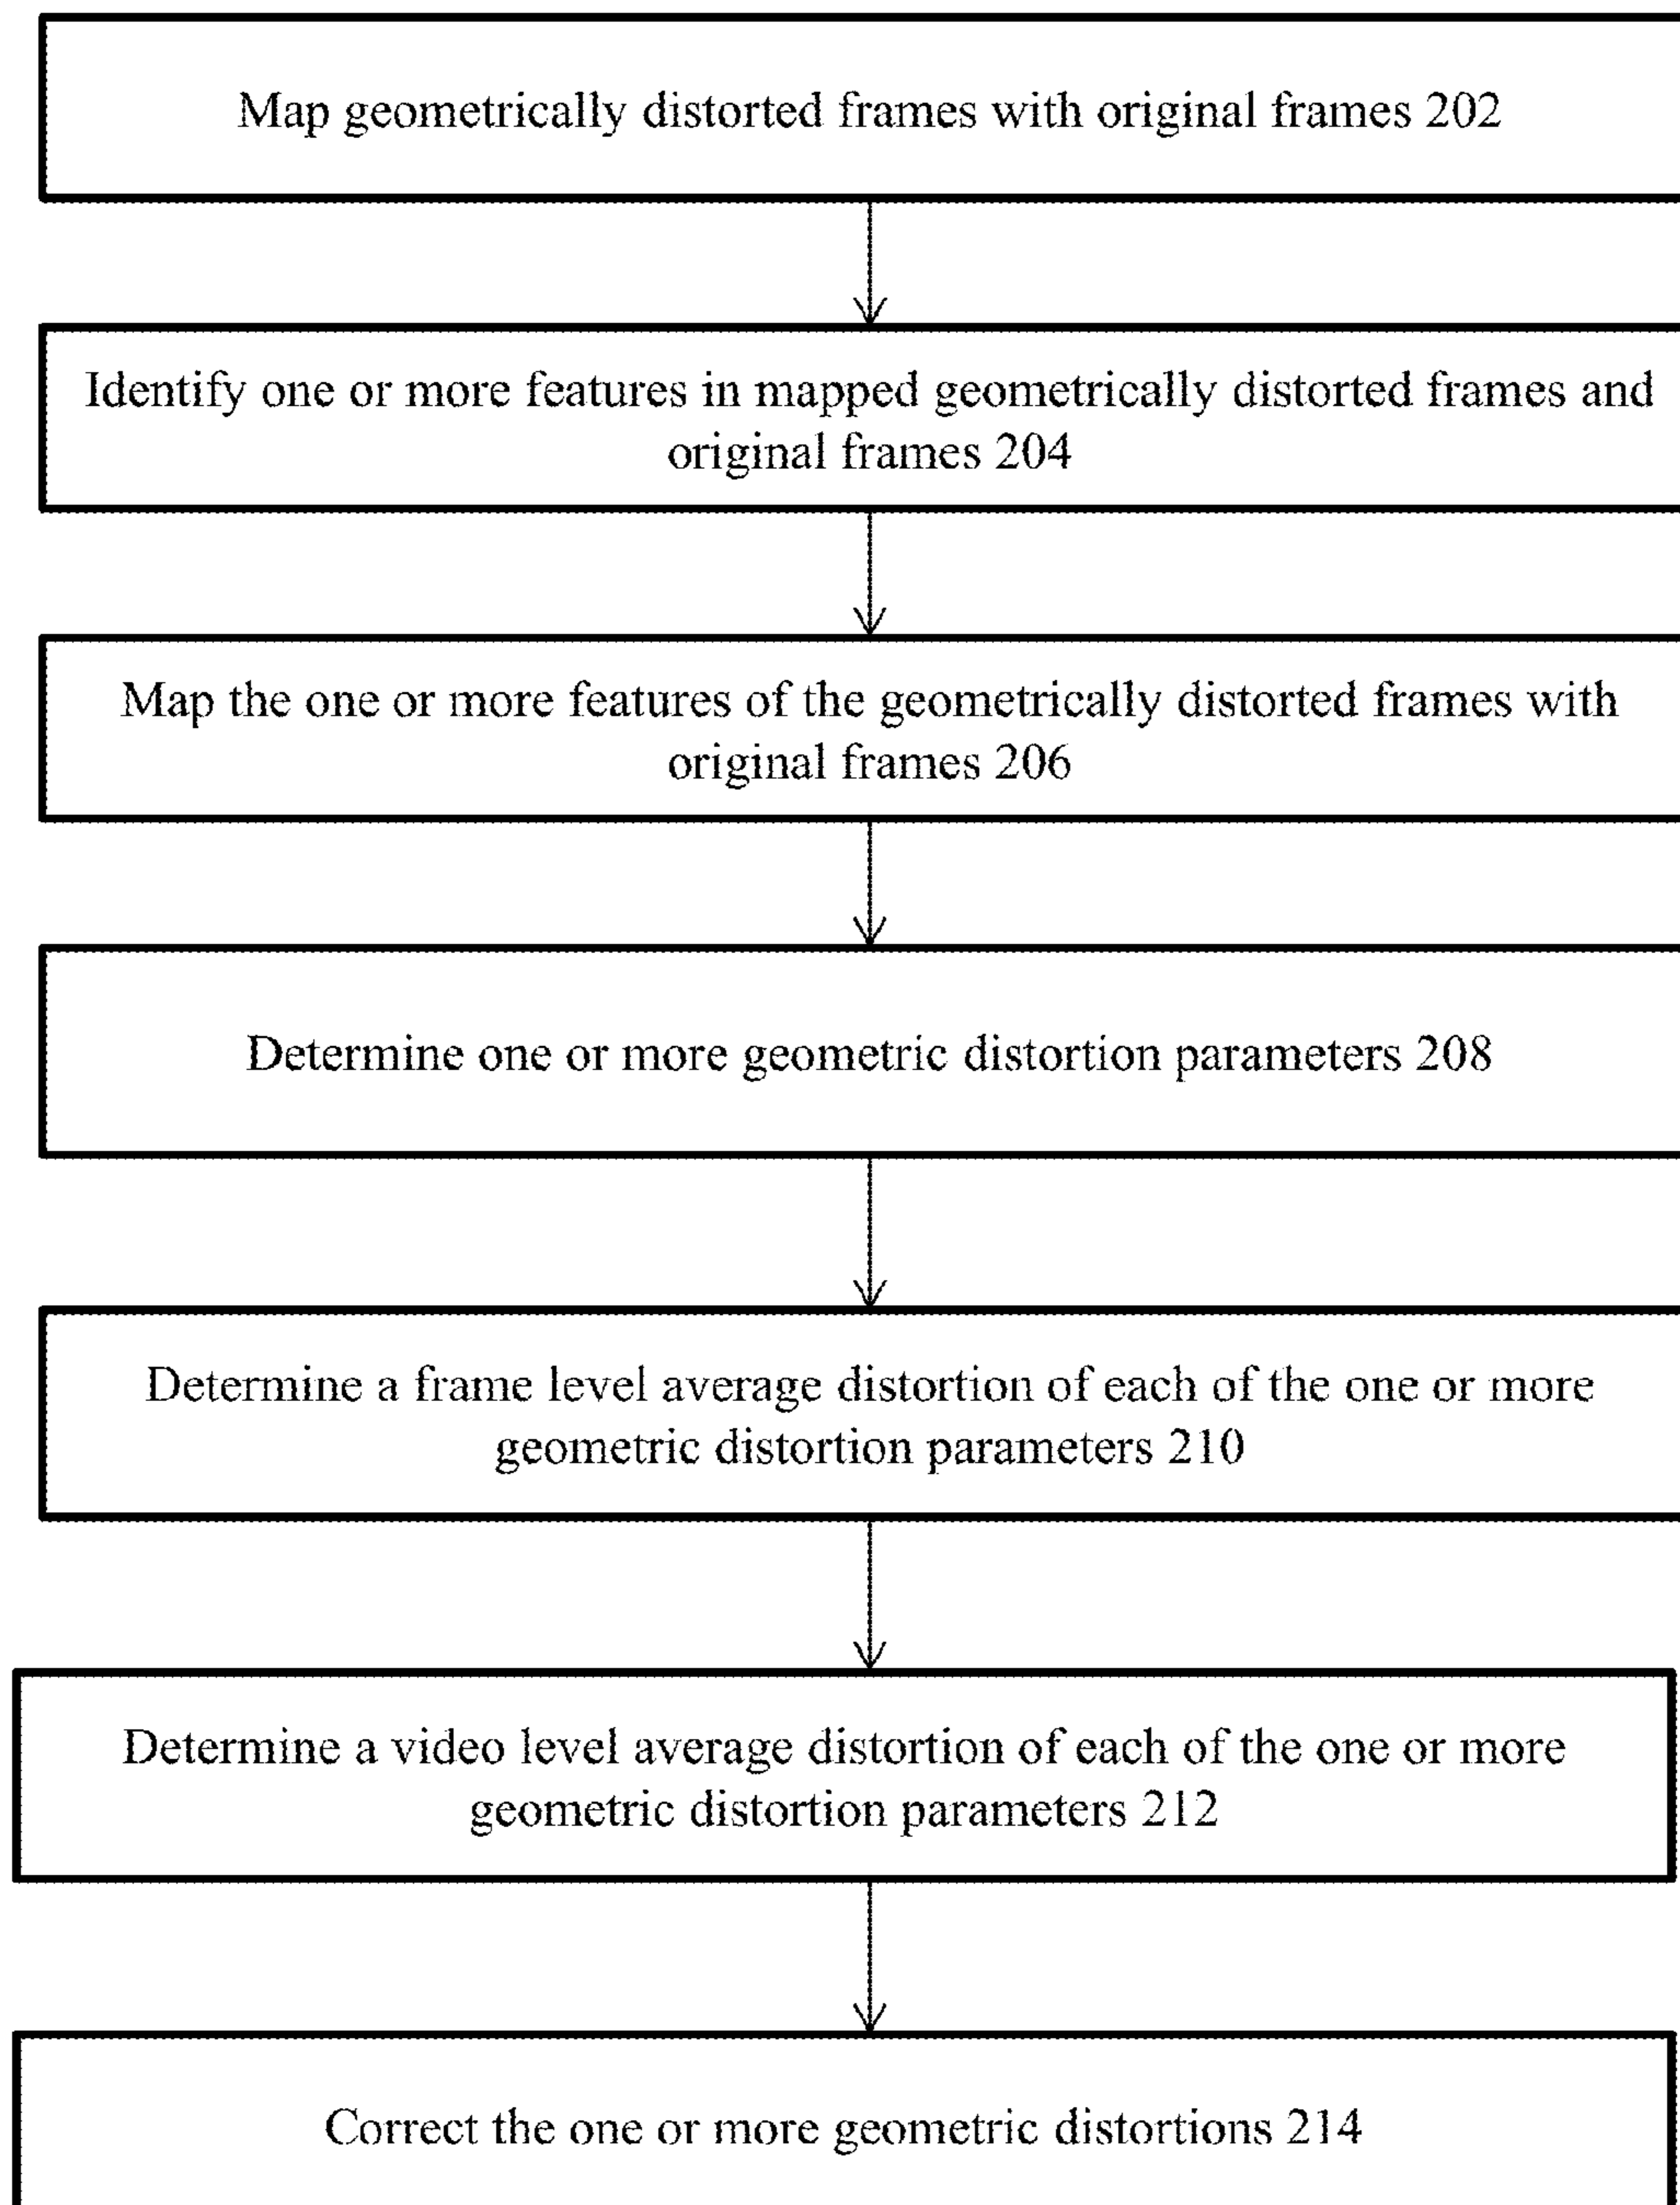 Map geometrically distorted frames with original frames 202
Identify one or more features in mapped geometrically distorted frames and
original frames 204
Map the one or more features of the geometrically distorted frames with
original frames 206
Determine one or more geometric distortion parameters 208
Determine a frame level average distortion of each of the one or more
geometric distortion parameters 210
Determine a video level average distortion of each of the one or more
geometric distortion parameters 212
Correct the one or more geometric distortions 214